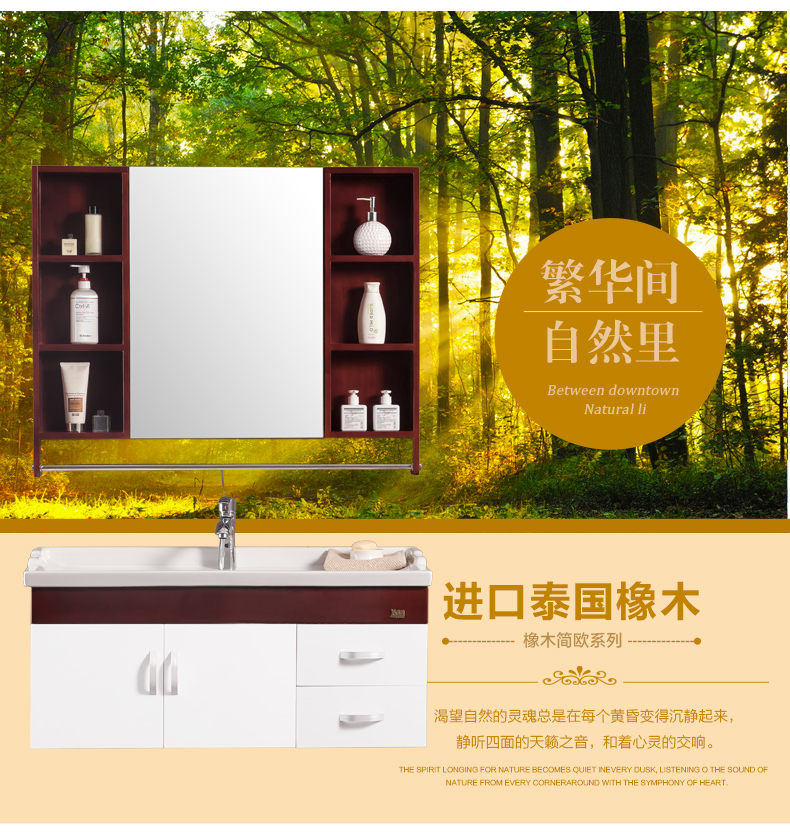 繁华间
自然里
Between downtown
Natural li
进口泰国橡木
橡木简欧系列
渴望自然的灵魂总是在每个黄昏变得沉静起来，
静听四面的天籁之音，和着心灵的交响。
THE SPIRIT LONGING FOR NATURE BECOMES QUIET INEVERY DUSK, LISTENING O THE SOUND OF
NATURE FROM EVERY CORNERAROUND WITH THE SYMPHONY OF HEART.